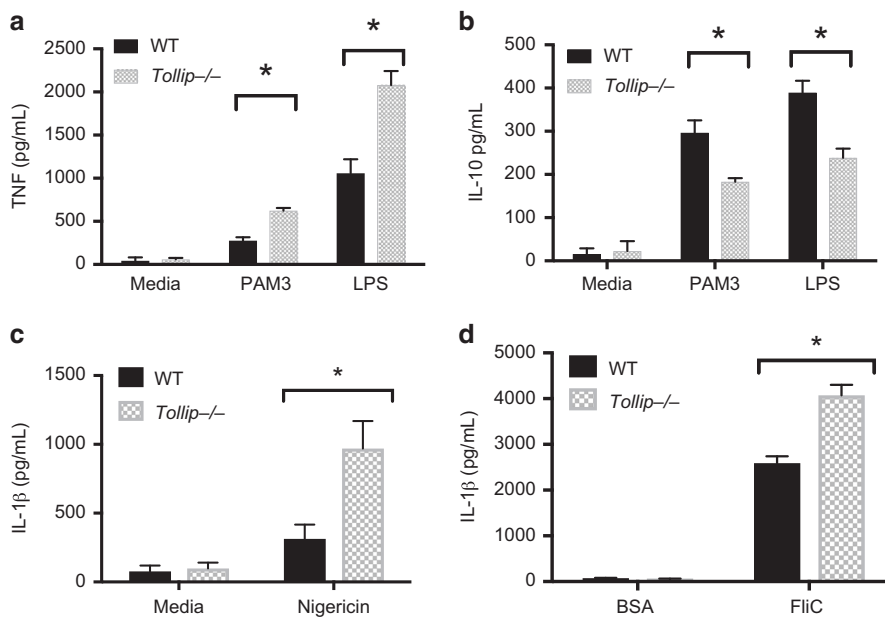 a
TNF (pg/mL)
2500
2000
1500
1000
500
0
WT
Tollip–/–
*
*
Media
PAM3
LPS
b
IL-10 pg/mL
500
400
300
200
100
0
WT
Tollip–/–
*
*
Media
PAM3
LPS
c
IL-1β (pg/mL)
1500
1000
500
0
WT
Tollip–/–
*
Media
Nigericin
d
IL-1β (pg/mL)
5000
4000
3000
2000
1000
0
WT
Tollip–/–
*
BSA
FliC